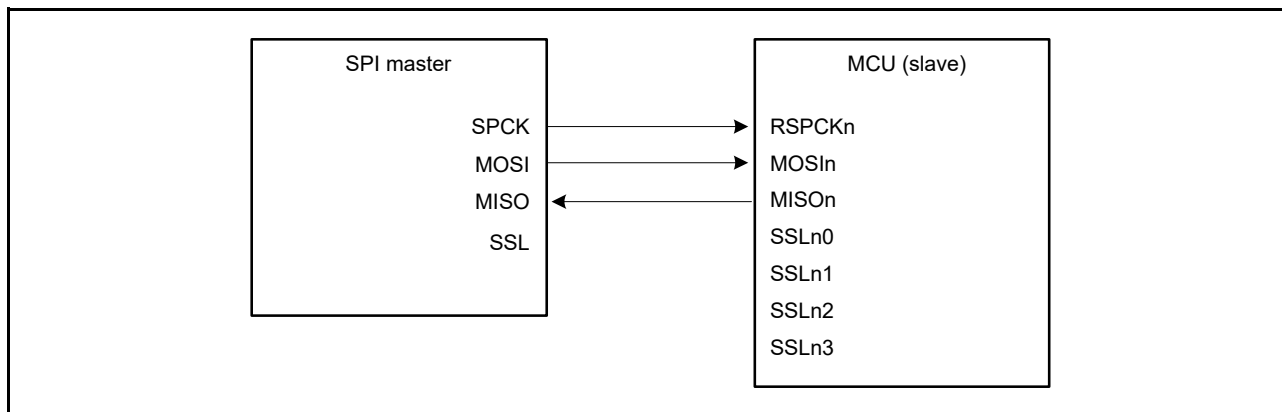 SPI master
SPCK
MOSI
MISO
SSL
MCU (slave)
RSPCKn
MOSIn
MISOn
SSLn0
SSLn1
SSLn2
SSLn3